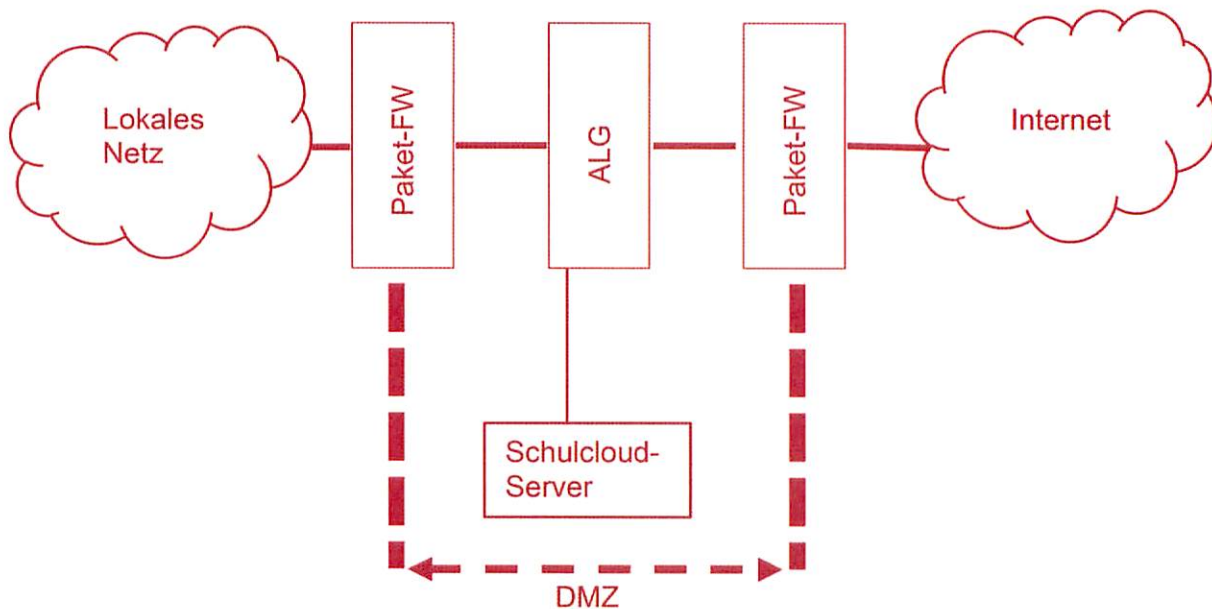 Lokales
Netz
Paket-FW
ALG
Paket-FW
Internet
Schulcloud-
Server
DMZ